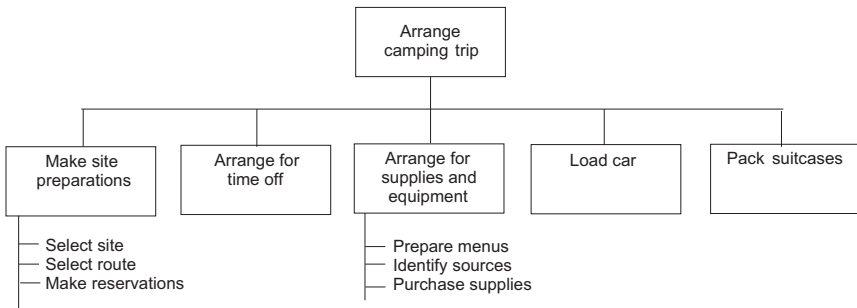 Arrange
camping trip
Make site
preparations
Arrange for
time off
Arrange for
supplies and
equipment
Load car
Pack suitcases
Select site
Select route
Make reservations
Prepare menus
Identify sources
Purchase supplies